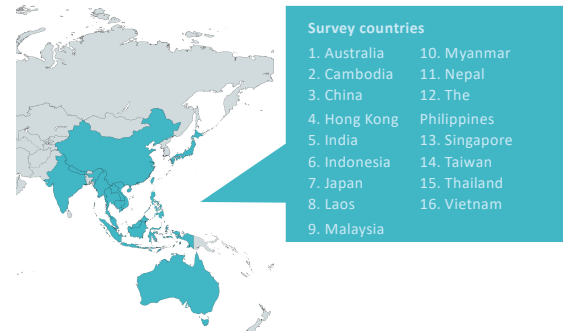 Survey countries
1. Australia
2. Cambodia
3. China
4. Hong Kong
5. India
6. Indonesia
7. Japan
8. Laos
9. Malaysia
10. Myanmar
11. Nepal
12. The
Philippines
13. Singapore
14. Taiwan
15. Thailand
16. Vietnam